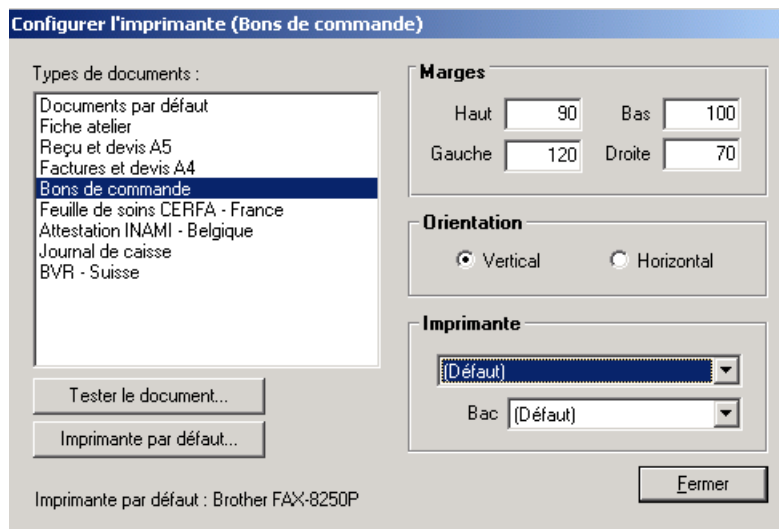 Configurer l'imprimante (Bons de commande)
Types de documents :
Documents par défaut
Fiche atelier
Reçu et devis A5
Factures et devis A4
Bons de commande
Feuille de soins CERFA - France
Attestation INAMI - Belgique
Journal de caisse
BVR - Suisse
Tester le document...
Imprimante par défaut...
Imprimante par défaut : Brother FAX-8250P
Marges
Haut 90 Bas 100
Gauche 120 Droite 70
Orientation
Vertical Horizontal
Imprimante
(Défaut)
Bac (Défaut)
Fermer